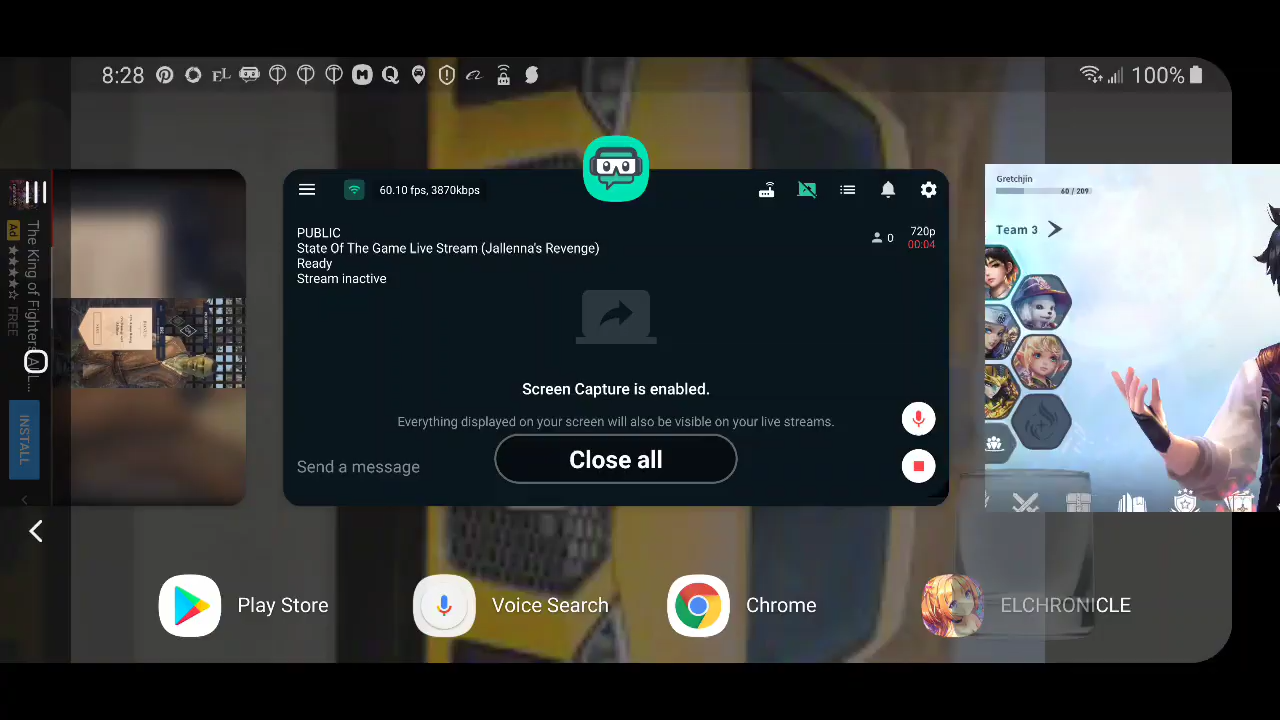 8:28
100%
Ad
The King of Fighters
FREE
INSTALL
60.10 fps, 3870kbps
PUBLIC
State Of The Game Live Stream (Jallenna's Revenge)
Ready
Stream inactive
0
720p
00:04
Screen Capture is enabled.
Everything displayed on your screen will also be visible on your live streams.
Send a message
Close all
Gretchjin
60 / 209
Team 3
Play Store
Voice Search
Chrome
ELCHRONICLE